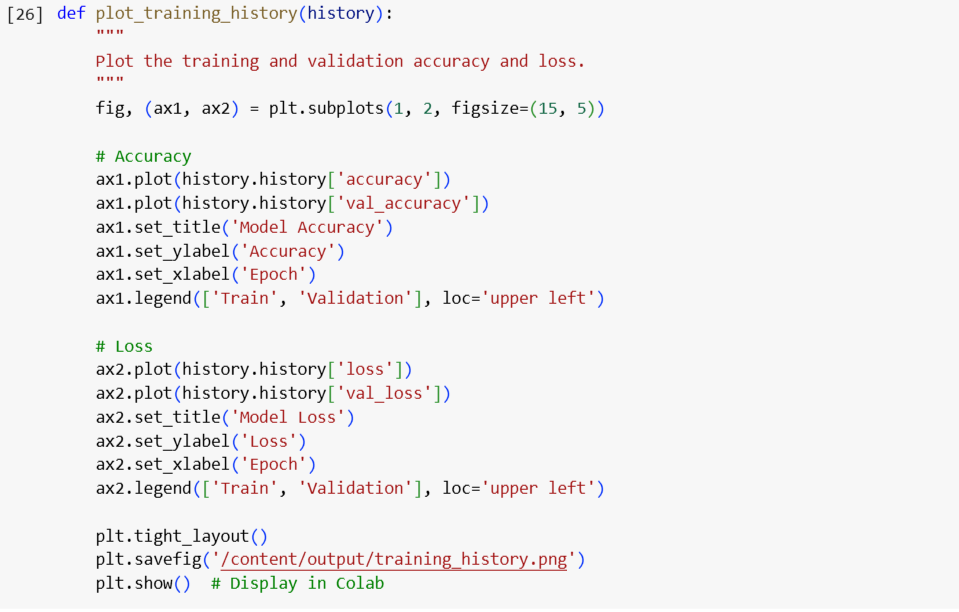 [26] def plot_training_history(history):
    """
    Plot the training and validation accuracy and loss.
    """
    fig, (ax1, ax2) = plt.subplots(1, 2, figsize=(15, 5))

    # Accuracy
    ax1.plot(history.history['accuracy'])
    ax1.plot(history.history['val_accuracy'])
    ax1.set_title('Model Accuracy')
    ax1.set_ylabel('Accuracy')
    ax1.set_xlabel('Epoch')
    ax1.legend(['Train', 'Validation'], loc='upper left')

    # Loss
    ax2.plot(history.history['loss'])
    ax2.plot(history.history['val_loss'])
    ax2.set_title('Model Loss')
    ax2.set_ylabel('Loss')
    ax2.set_xlabel('Epoch')
    ax2.legend(['Train', 'Validation'], loc='upper left')

    plt.tight_layout()
    plt.savefig('/content/output/training_history.png')
    plt.show()  # Display in Colab